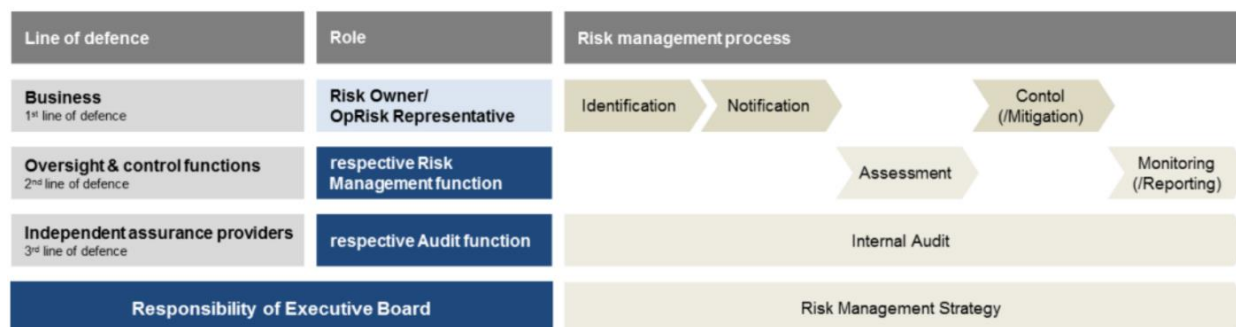 Line of defence
Role
Risk management process
Business
1st line of defence
Risk Owner/
OpRisk Representative
Identification
Notification
Contol
(/Mitigation)
Oversight & control functions
2nd line of defence
respective Risk
Management function
Assessment
Monitoring
(/Reporting)
Independent assurance providers
3rd line of defence
respective Audit function
Internal Audit
Responsibility of Executive Board
Risk Management Strategy